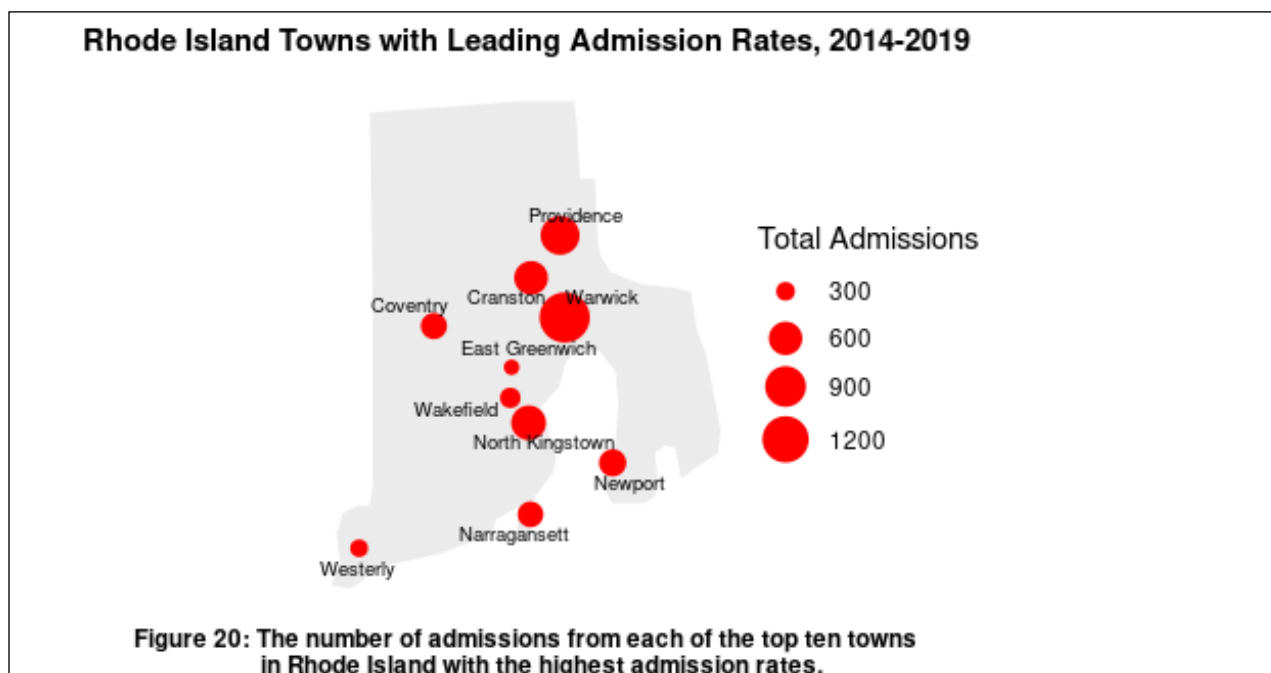 Rhode Island Towns with Leading Admission Rates, 2014-2019
Providence
Cranston
Warwick
Coventry
East Greenwich
Wakefield
North Kingstown
Newport
Narragansett
Westerly
Total Admissions
300
600
900
1200
Figure 20: The number of admissions from each of the top ten towns
in Rhode Island with the highest admission rates.